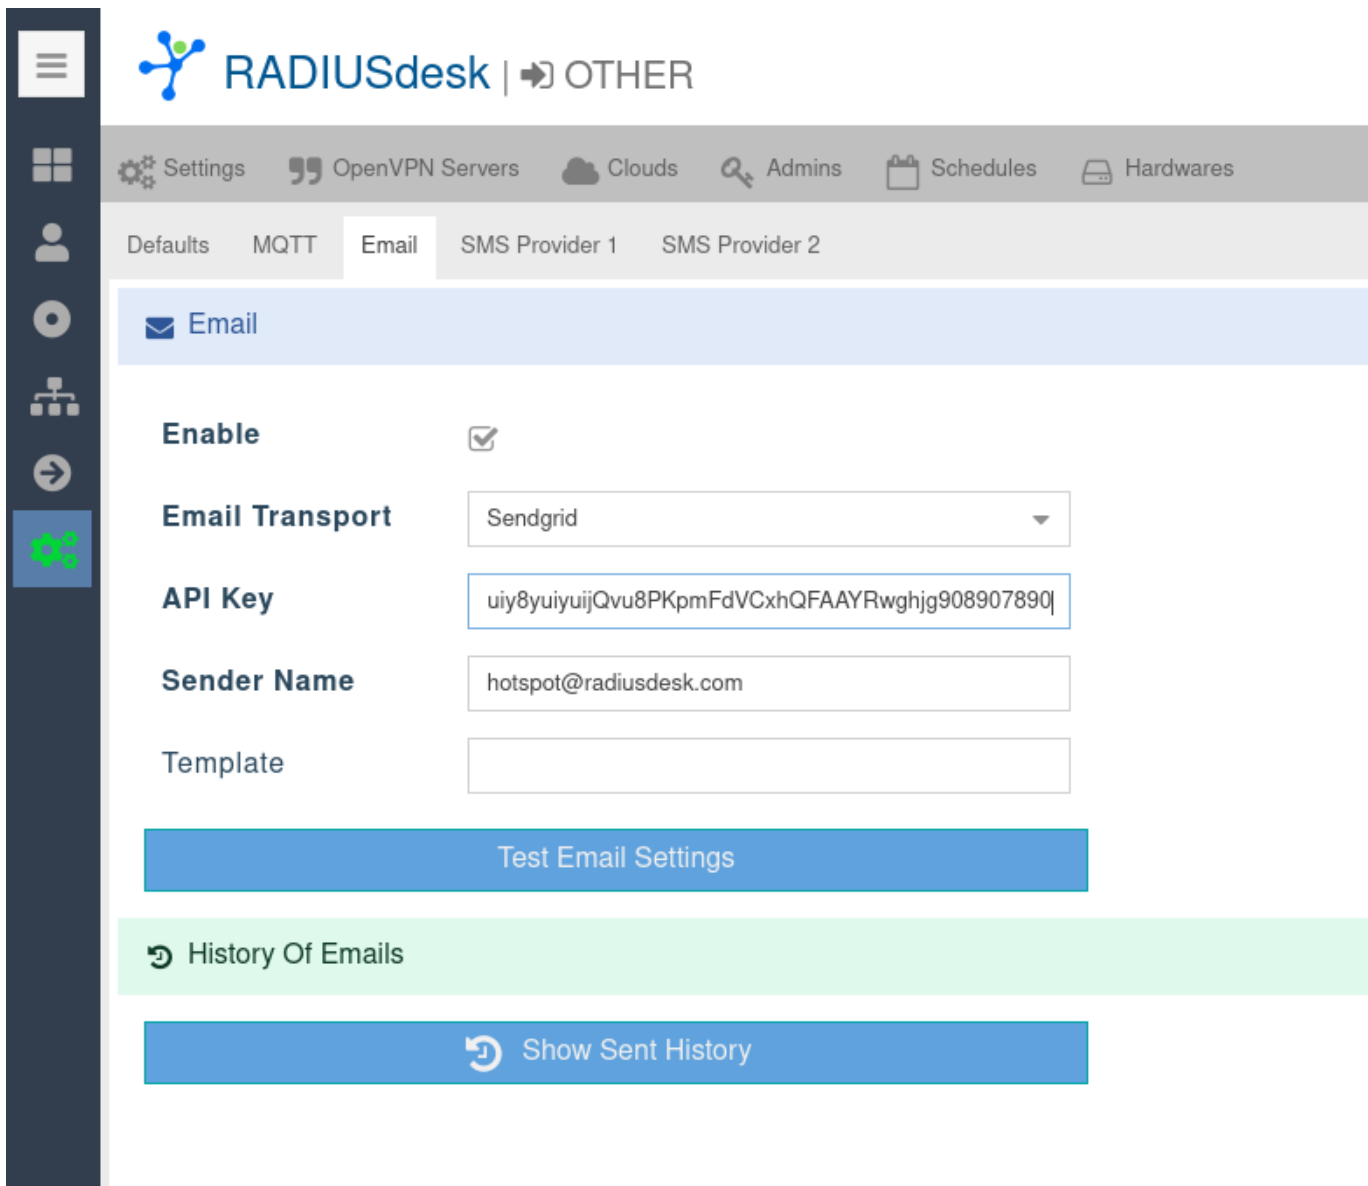 RADIUSdesk | OTHER
Settings OpenVPN Servers Clouds Admins Schedules Hardwares
Defaults MQTT Email SMS Provider 1 SMS Provider 2
Email
Enable
Email Transport Sendgrid
API Key uiy8yuiyuijQvu8PKpmFdVCxhQFAAYRwghjg908907890
Sender Name hotspot@radiusdesk.com
Template
Test Email Settings
History Of Emails
Show Sent History